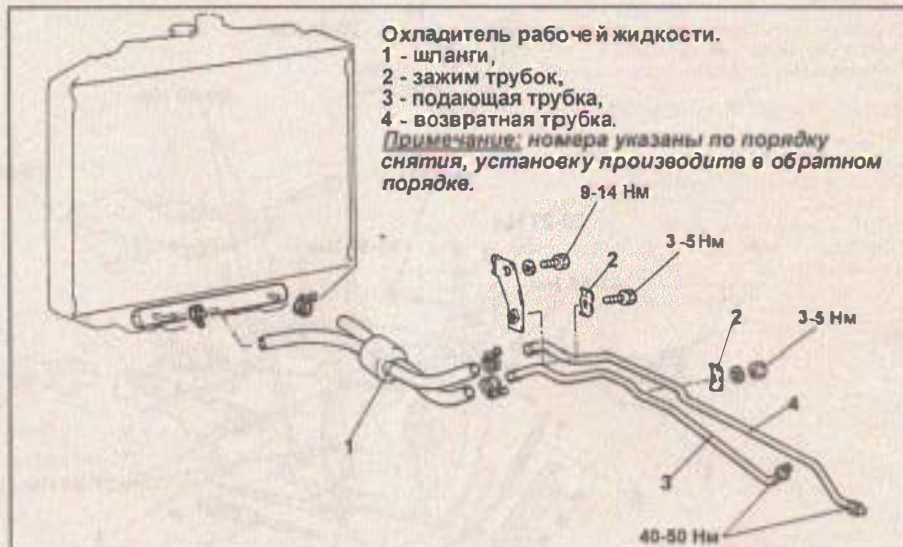 Охладитель рабочей жидкости.
1 - шланги,
2 - зажим трубок,
3 - подающая трубка,
4 - возвратная трубка.
Примечание: номера указаны по порядку
снятия, установку производите в обратном
порядке.
9-14 Нм
3-5 Нм
2
2
3-5 Нм
4
1
3
40-50 Нм